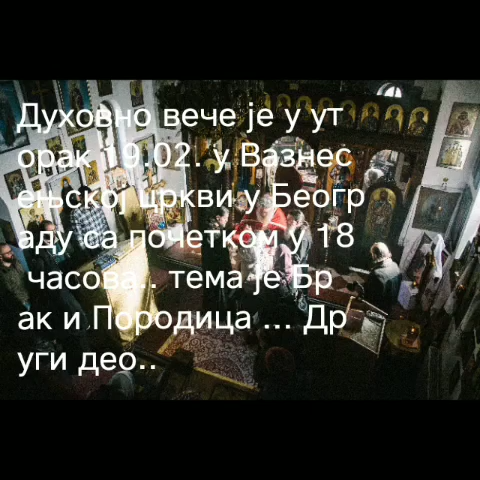 Духовно вече је у ут
орак 19.02. у Вазнес
ењској цркви у Беогр
аду са почетком у 18
часова.. тема је Бр
ак и Породица ... Др
уги део..